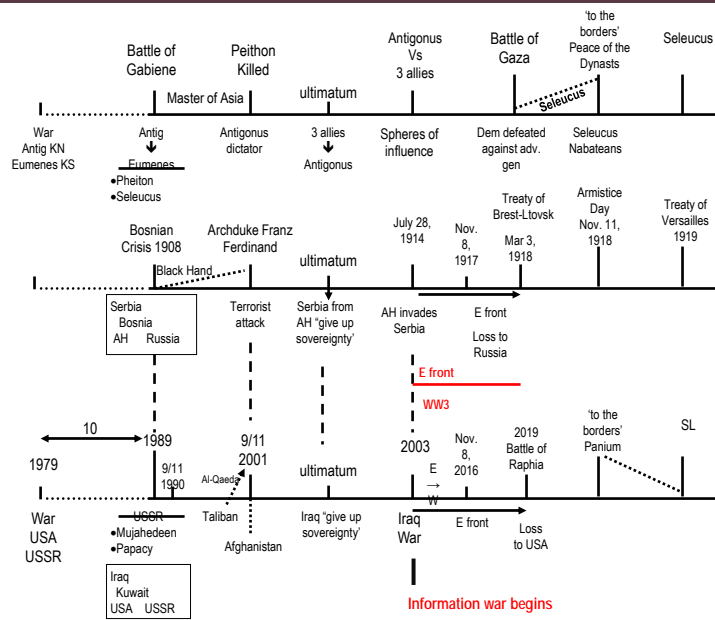 Battle of
Gabiene
Peithon
Killed
ultimatum
Antigonus
Vs
3 allies
Battle of
Gaza
'to the
borders'
Peace of the
Dynasts
Seleucus
Master of Asia
Seleucus
War
Antig KN
Eumenes KS
Antig
Eumenes
•Pheiton
•Seleucus
Antigonus
dictator
3 allies
Antigonus
Spheres of
influence
Dem defeated
against adv.
gen
Seleucus
Nabateans
Bosnian
Crisis 1908
Archduke Franz
Ferdinand
ultimatum
July 28,
1914
Nov.
8,
1917
Treaty of
Brest-Ltovsk
Mar 3,
1918
Armistice
Day
Nov. 11,
1918
Treaty of
Versailles
1919
Black Hand
Serbia
Bosnia
AH Russia
Terrorist
attack
Serbia from
AH "give up
sovereignty'
AH invades
Serbia
E front
Loss to
Russia
E front
WW3
10
1979
1989
9/11
1990
9/11
2001
Al-Qaeda
ultimatum
2003
E
→
W
Nov.
8,
2016
2019
Battle of
Raphia
'to the
borders'
Panium
SL
War
USA
USSR
USSR
•Mujahedeen
•Papacy
Taliban
Afghanistan
Iraq "give up
sovereignty'
Iraq
War
E front
Loss
to USA
Iraq
Kuwait
USA USSR
Information war begins